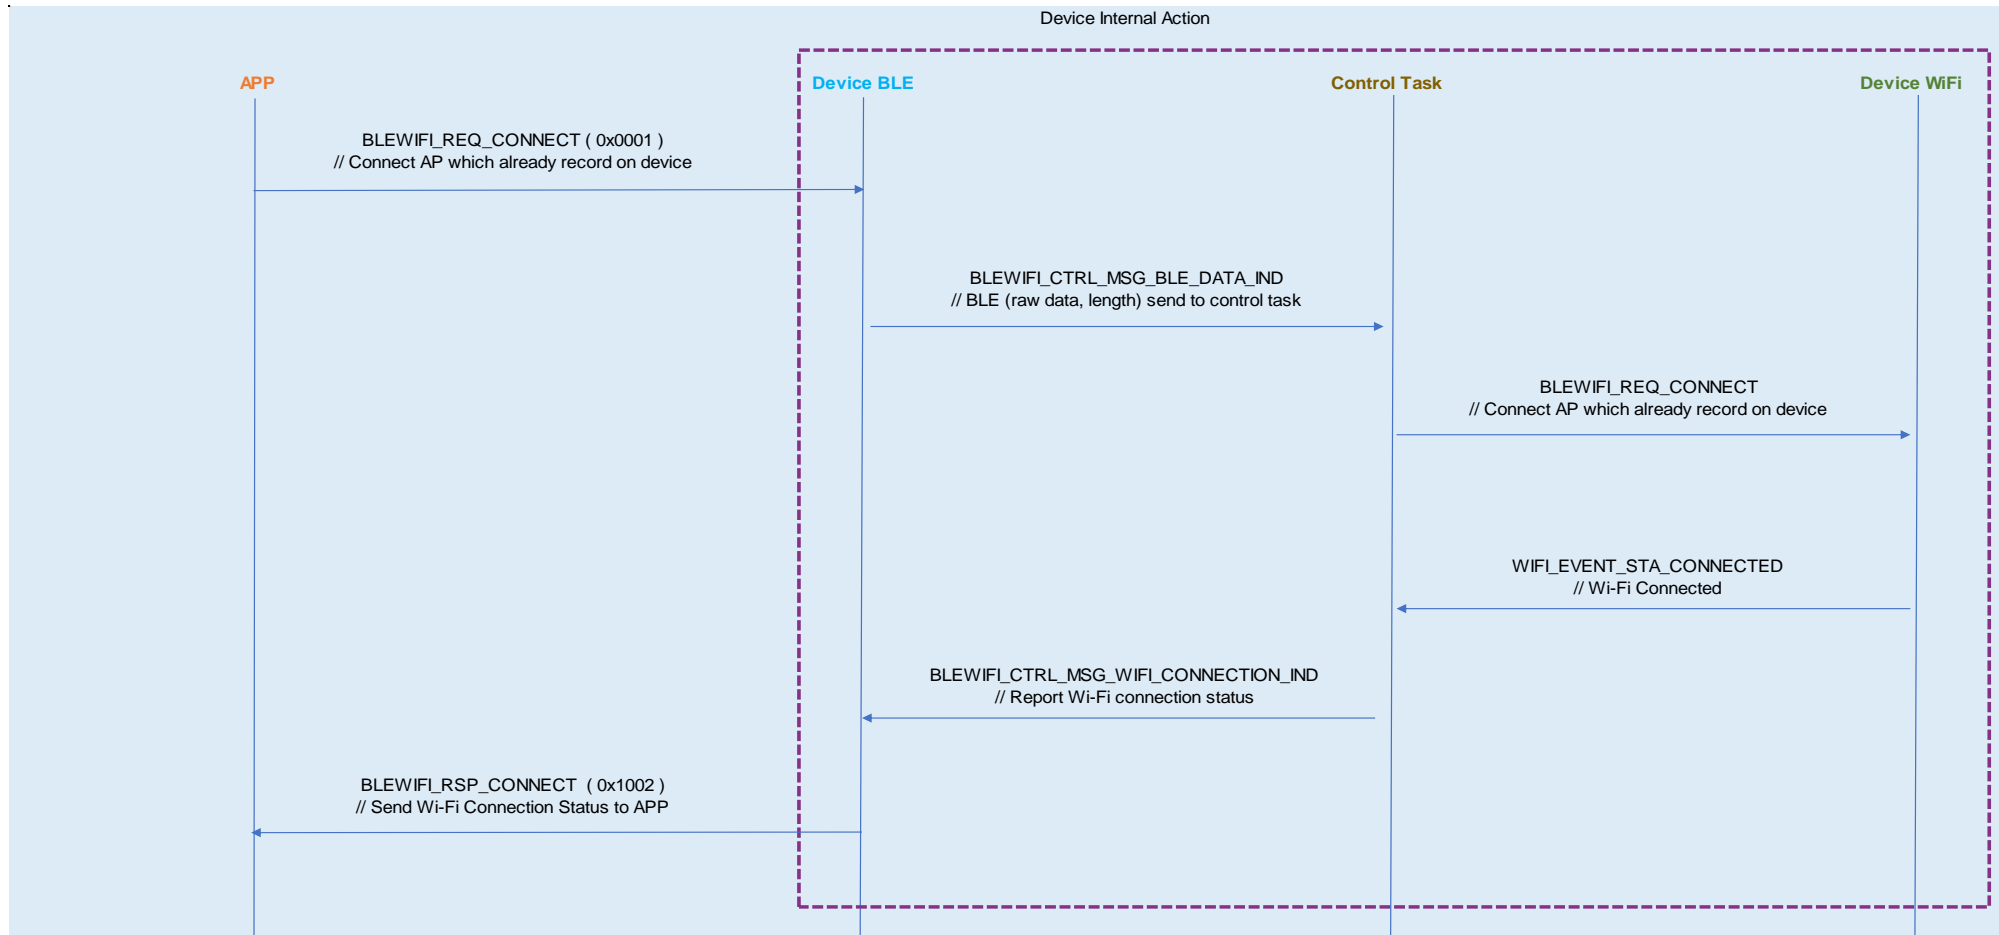 Device Internal Action
APP
Device BLE
Control Task
Device WiFi
BLEWIFI_REQ_CONNECT ( 0x0001 )
// Connect AP which already record on device
BLEWIFI_CTRL_MSG_BLE_DATA_IND
// BLE (raw data, length) send to control task
BLEWIFI_REQ_CONNECT
// Connect AP which already record on device
WIFI_EVENT_STA_CONNECTED
// Wi-Fi Connected
BLEWIFI_CTRL_MSG_WIFI_CONNECTION_IND
// Report Wi-Fi connection status
BLEWIFI_RSP_CONNECT ( 0x1002 )
// Send Wi-Fi Connection Status to APP